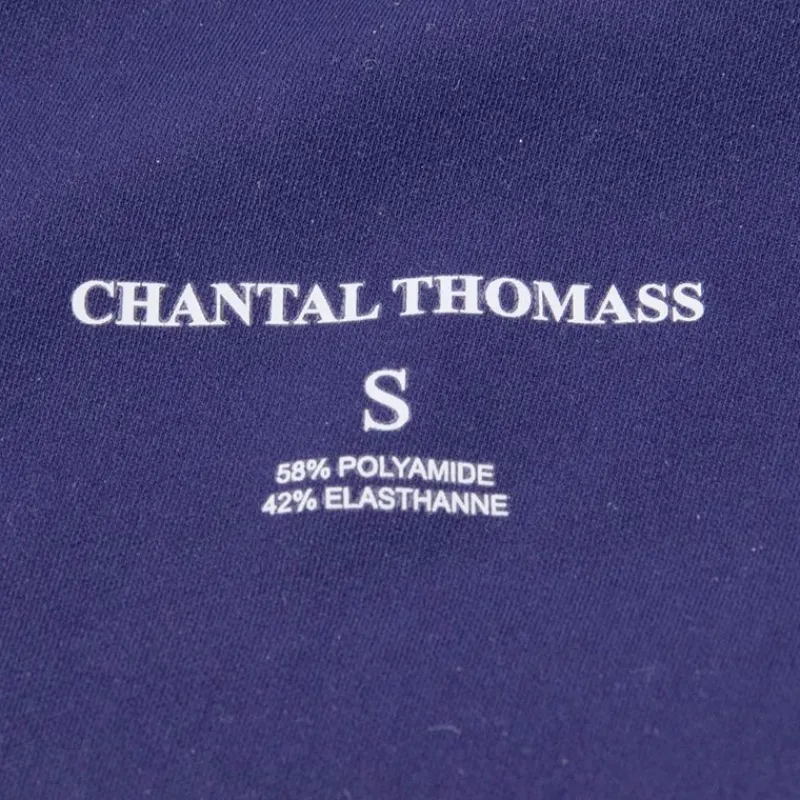 CHANTAL THOMASS
S
58% POLYAMIDE
42% ELASTHANNE